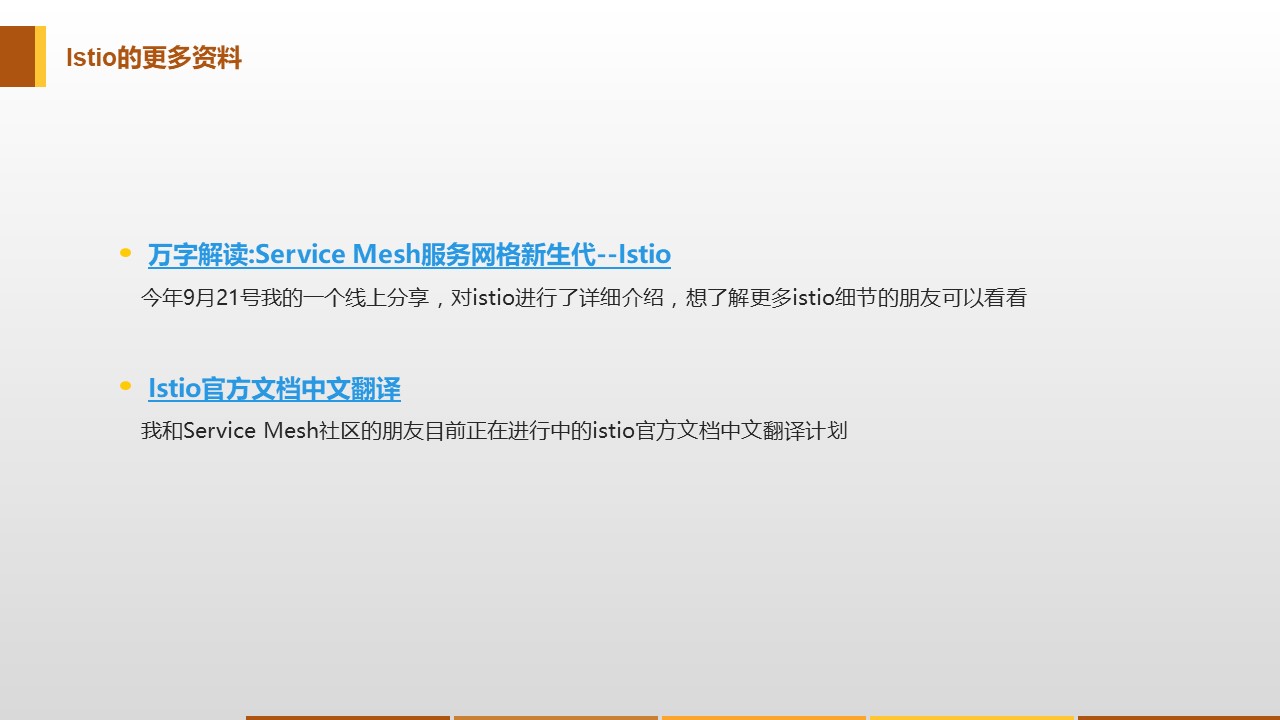 Istio的更多资料
万字解读:Service Mesh服务网格新生代--Istio
今年9月21号我的一个线上分享，对istio进行了详细介绍，想了解更多istio细节的朋友可以看看
Istio官方文档中文翻译
我和Service Mesh社区的朋友目前正在进行中的istio官方文档中文翻译计划